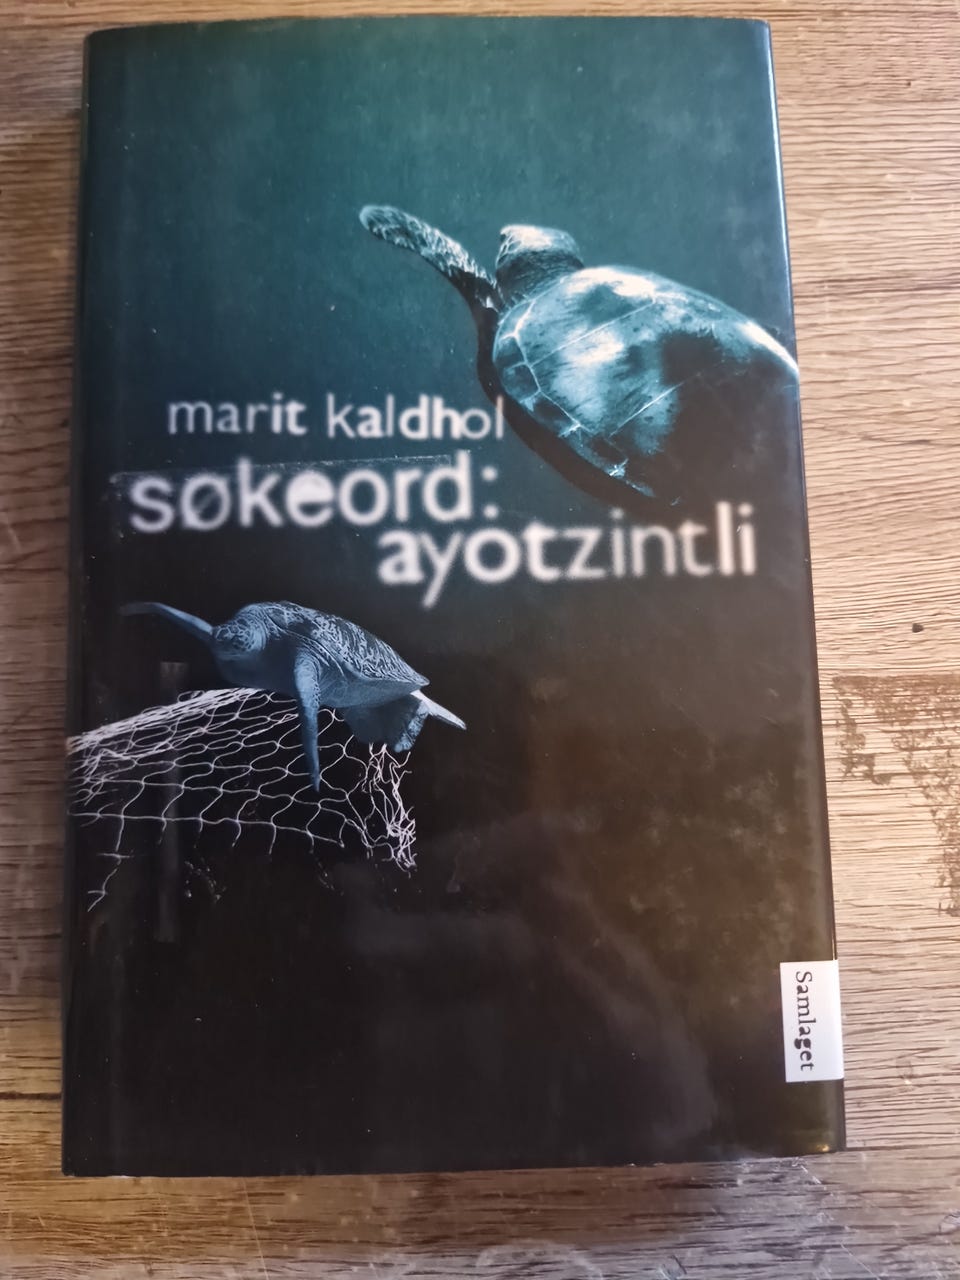 marit kaldhol
søkeord:
ayotzintli
Samlaget